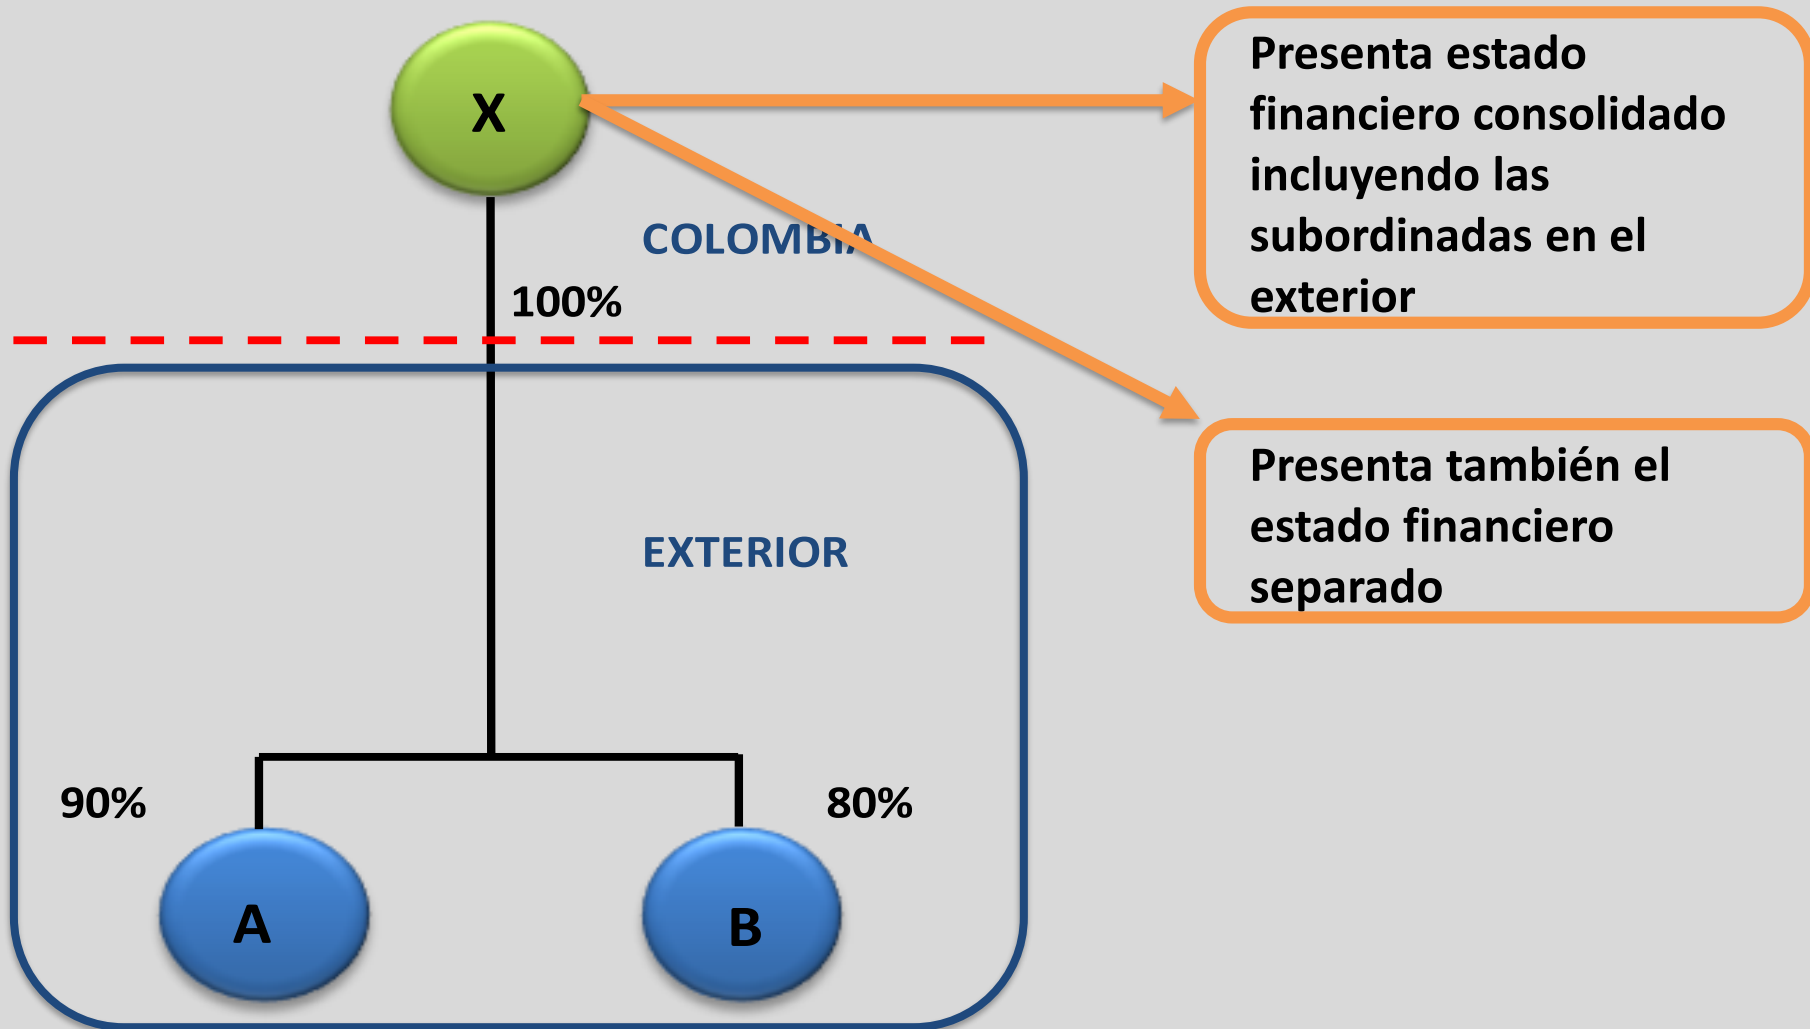 X
Presenta estado
financiero consolidado
incluyendo las
subordinadas en el
exterior
COLOMBIA
100%
Presenta también el
estado financiero
separado
EXTERIOR
90%
80%
A
B